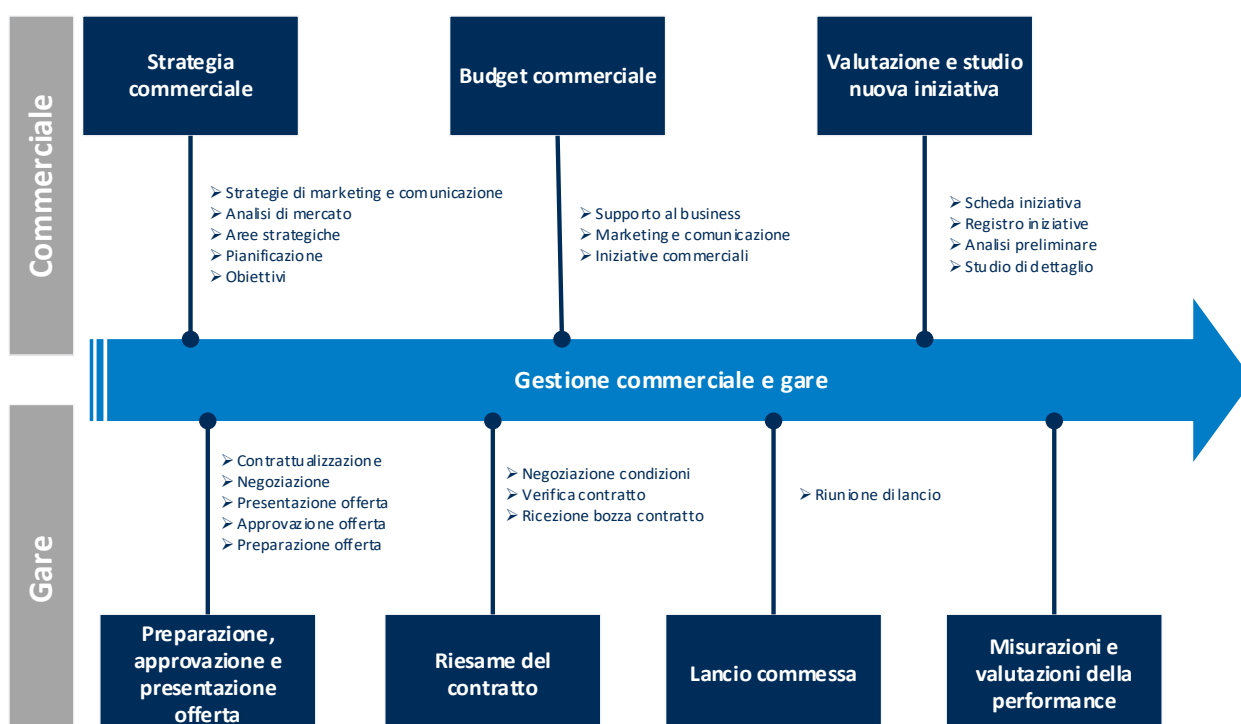 Commerciale
Strategia
commerciale
Budget commerciale
Valutazione e studio
nuova iniziativa
➢ Strategie di marketing e comunicazione
➢ Analisi di mercato
➢ Aree strategiche
➢ Pianificazione
➢ Obiettivi
➢ Supporto al business
➢ Marketing e comunicazione
➢ Iniziative commerciali
➢ Scheda iniziativa
➢ Registro iniziative
➢ Analisi preliminare
➢ Studio di dettaglio
Gestione commerciale e gare
Gare
➢ Contrattualizzazione
➢ Negoziazione
➢ Presentazione offerta
➢ Approvazione offerta
➢ Preparazione offerta
➢ Negoziazione condizioni
➢ Verifica contratto
➢ Ricezione bozza contratto
➢ Riunione di lancio
Preparazione,
approvazione e
presentazione
offerta
Riesame del
contratto
Lancio commessa
Misurazioni e
valutazioni della
performance